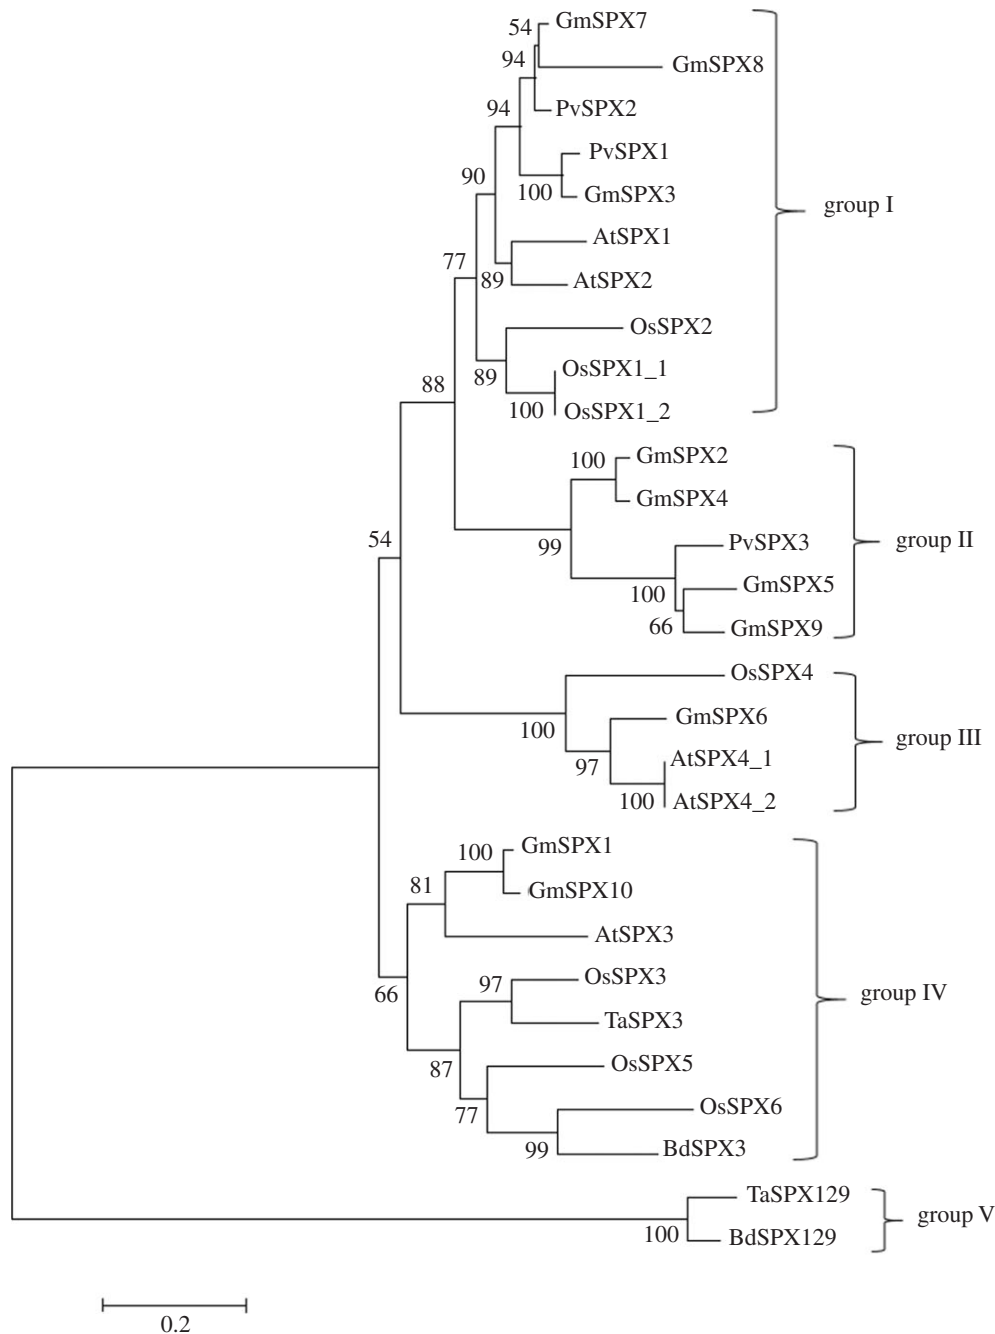 GmSPX7
54
GmSPX8
94
PvSPX2
94
PvSPX1
100
GmSPX3
90
group I
AtSPX1
77
89
AtSPX2
OsSPX2
OsSPX1_1
89
88
100
OsSPX1_2
100
GmSPX2
GmSPX4
54
99
PvSPX3
group II
100
GmSPX5
66
GmSPX9
OsSPX4
100
GmSPX6
group III
97
AtSPX4_1
100
AtSPX4_2
100
GmSPX1
81
GmSPX10
AtSPX3
66
97
OsSPX3
group IV
TaSPX3
87
OsSPX5
77
OsSPX6
99
BdSPX3
TaSPX129
group V
100
BdSPX129
0.2